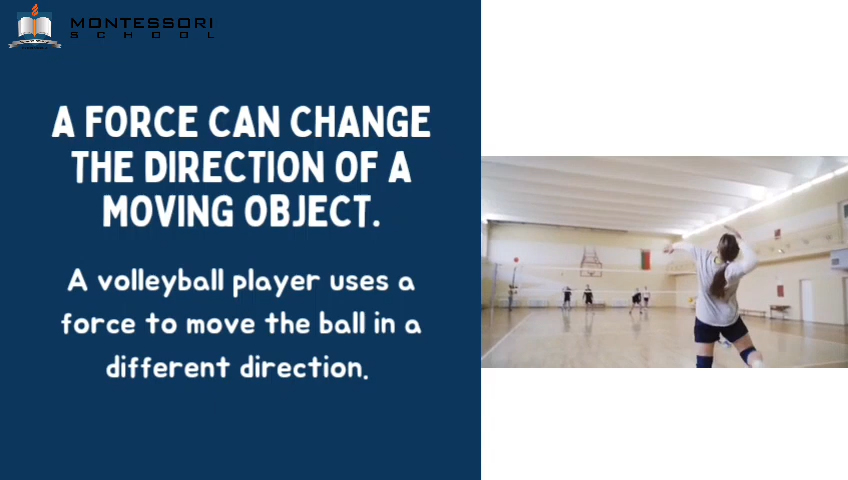 MONTESSORI
SCHOOL
A FORCE CAN CHANGE
THE DIRECTION OF A
MOVING OBJECT.
A volleyball player uses a
force to move the ball in a
different direction.